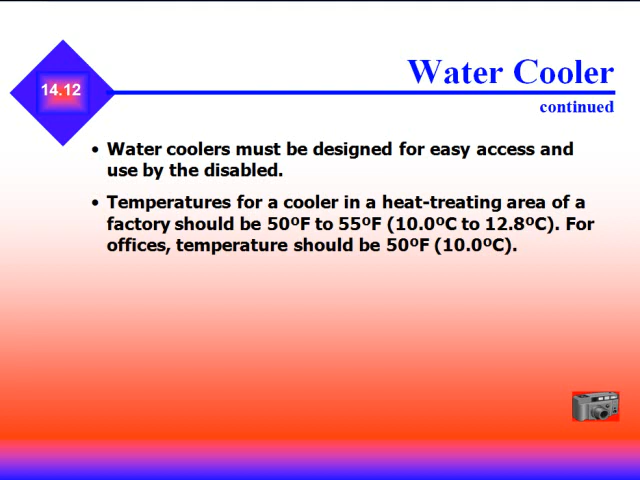 Water Cooler
14.12
continued
• Water coolers must be designed for easy access and
use by the disabled.
• Temperatures for a cooler in a heat-treating area of a
factory should be 50ºF to 55ºF (10.0ºC to 12.8ºC). For
offices, temperature should be 50ºF (10.0ºC).